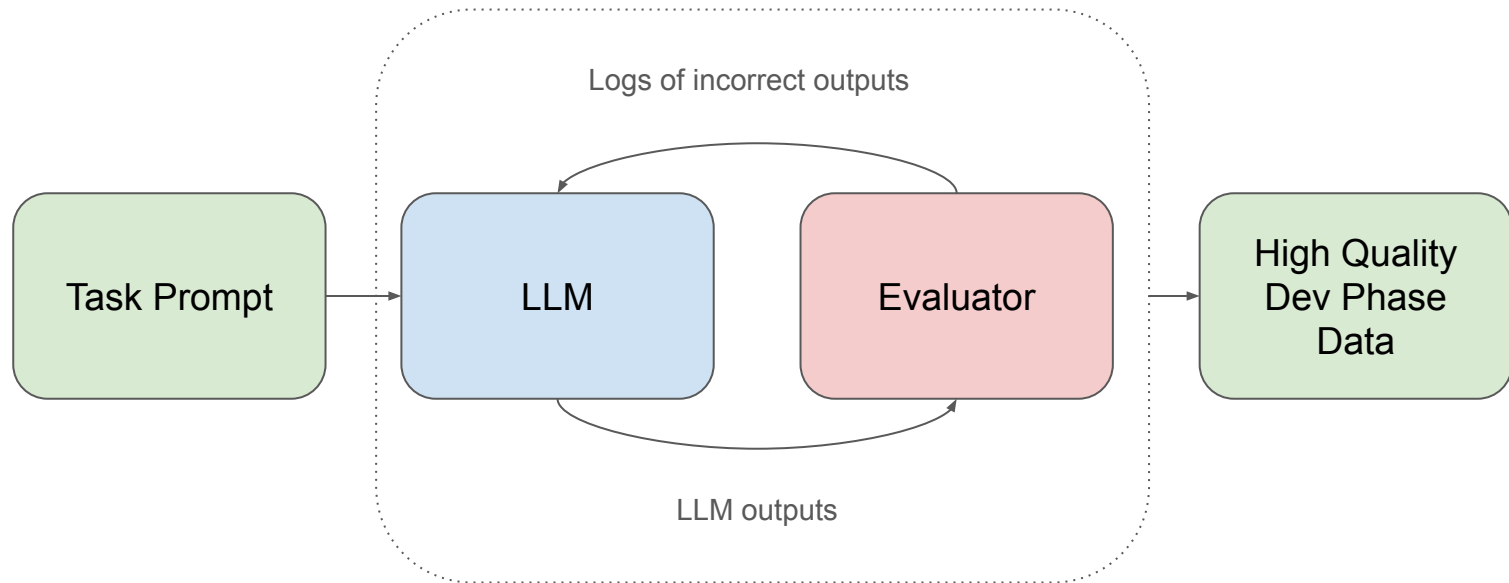 Logs of incorrect outputs
Task Prompt
LLM
Evaluator
High Quality
Dev Phase
Data
LLM outputs